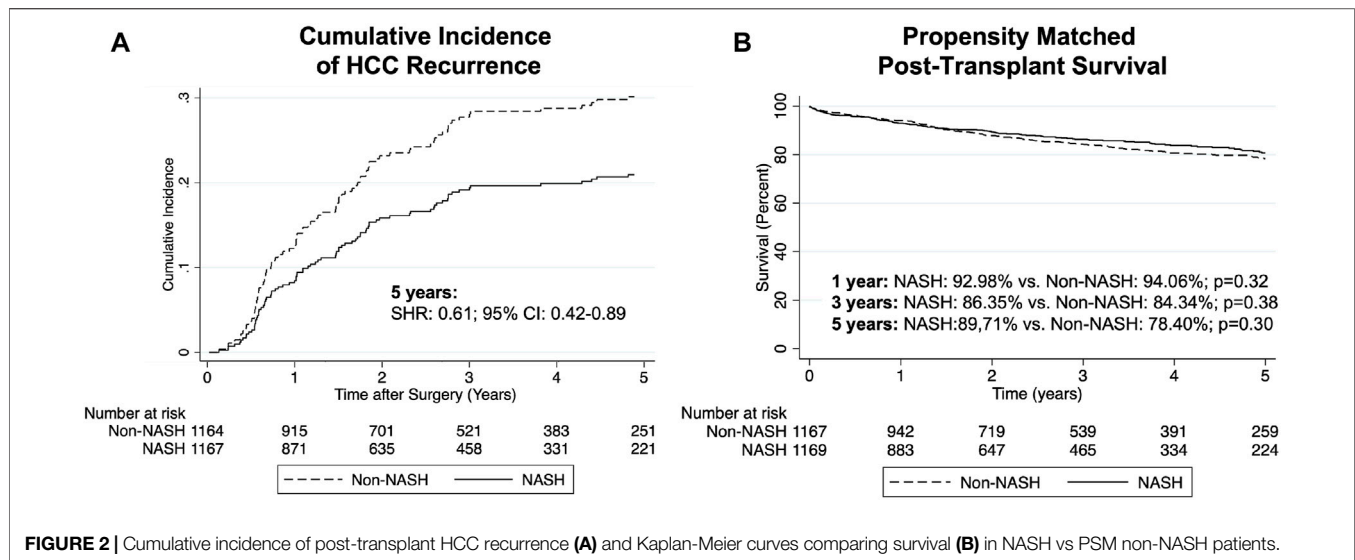 A
Cumulative Incidence
of HCC Recurrence
Cumulative Incidence
.3
.2
.1
0
5 years:
SHR: 0.61; 95% CI: 0.42-0.89
0 1 2 3 4 5
Time after Surgery (Years)
Number at risk
Non-NASH 1164 915 701 521 383 251
NASH 1167 871 635 458 331 221
Non-NASH NASH
B
Propensity Matched
Post-Transplant Survival
Survival (Percent)
100
80
60
40
20
0
1 year: NASH: 92.98% vs. Non-NASH: 94.06%; p=0.32
3 years: NASH: 86.35% vs. Non-NASH: 84.34%; p=0.38
5 years: NASH:89,71% vs. Non-NASH: 78.40%; p=0.30
0 1 2 3 4 5
Time (years)
Number at risk
Non-NASH 1167 942 719 539 391 259
NASH 1169 883 647 465 334 224
Non-NASH NASH
FIGURE 2 | Cumulative incidence of post-transplant HCC recurrence (A) and Kaplan-Meier curves comparing survival (B) in NASH vs PSM non-NASH patients.